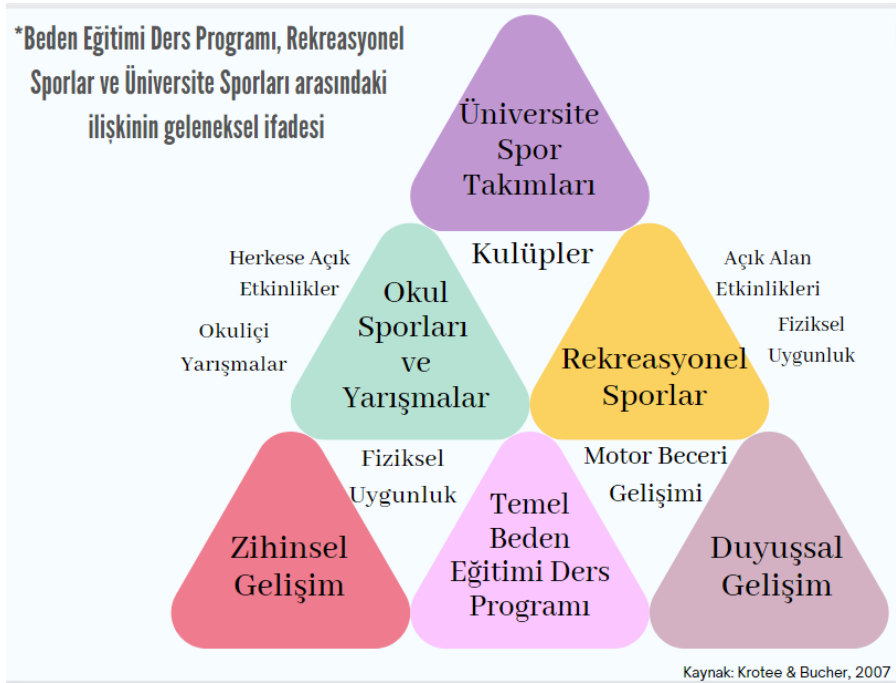 *Beden Eğitimi Ders Programı, Rekreasyonel
Sporlar ve Üniversite Sporları arasındaki
ilişkinin geleneksel ifadesi
Üniversite
Spor
Takımları
Herkese Açık
Etkinlikler
Okuliçi
Yarışmalar
Okul
Sporları
ve
Yarışmalar
Kulüpler
Rekreasyonel
Sporlar
Açık Alan
Etkinlikleri
Fiziksel
Uygunluk
Zihinsel
Gelişim
Fiziksel
Uygunluk
Temel
Beden
Eğitimi Ders
Programı
Motor Beceri
Gelişimi
Duyuşsal
Gelişim
Kaynak: Krotee & Bucher, 2007